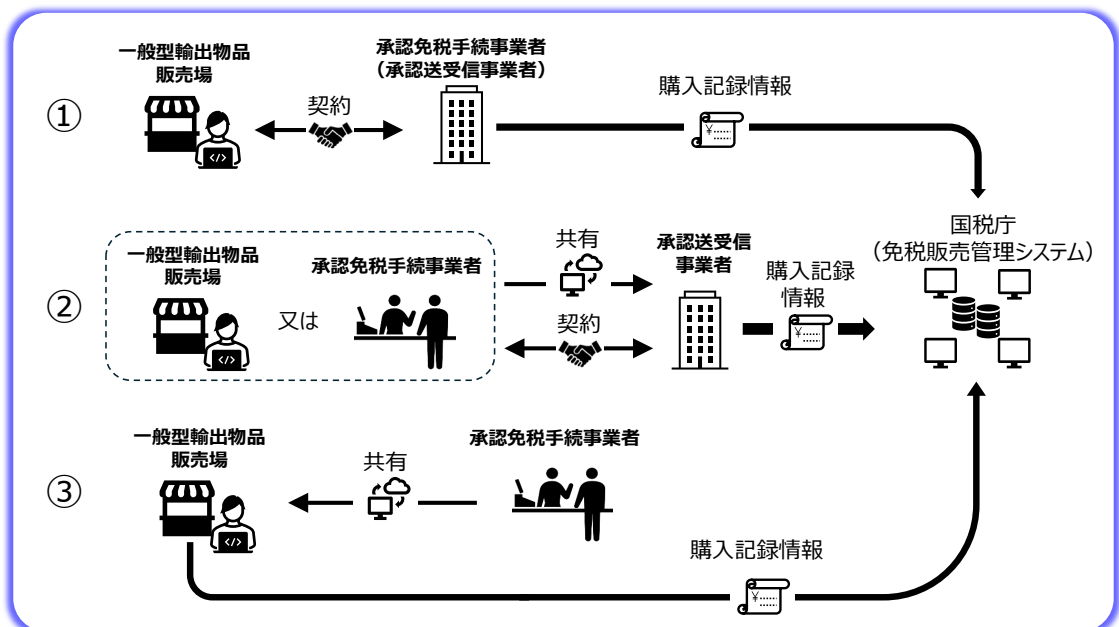 ①
一般型輸出物品
販売場
契約
承認免税手続事業者
(承認送受信事業者)
購入記録情報
¥
</>
②
一般型輸出物品
販売場
又は
承認免税手続事業者
共有
契約
承認送受信
事業者
購入記録
情報
¥
</>
国税庁
(免税販売管理システム)
③
一般型輸出物品
販売場
共有
承認免税手続事業者
</>
購入記録情報
¥